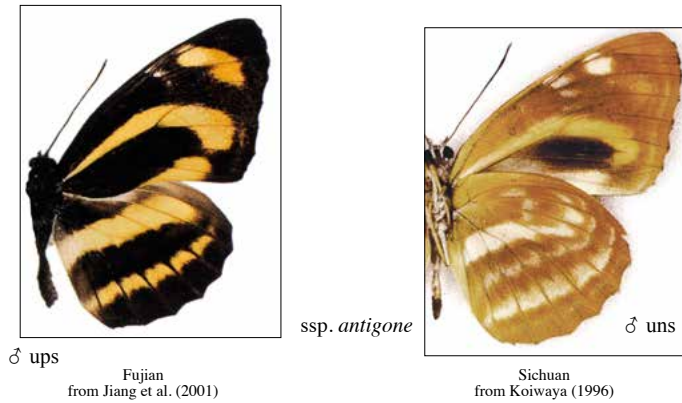 ssp. antigone
♂ uns
♂ ups
Fujian
from Jiang et al. (2001)
Sichuan
from Koiwaya (1996)